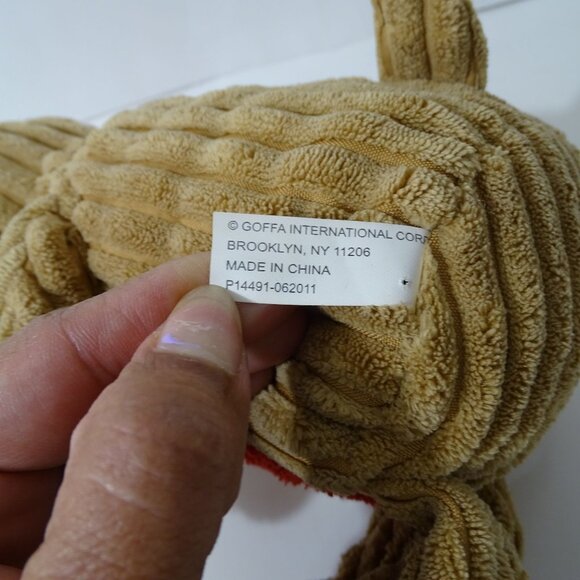 © GOFFA INTERNATIONAL CORP
BROOKLYN, NY 11206
MADE IN CHINA
P14491-062011